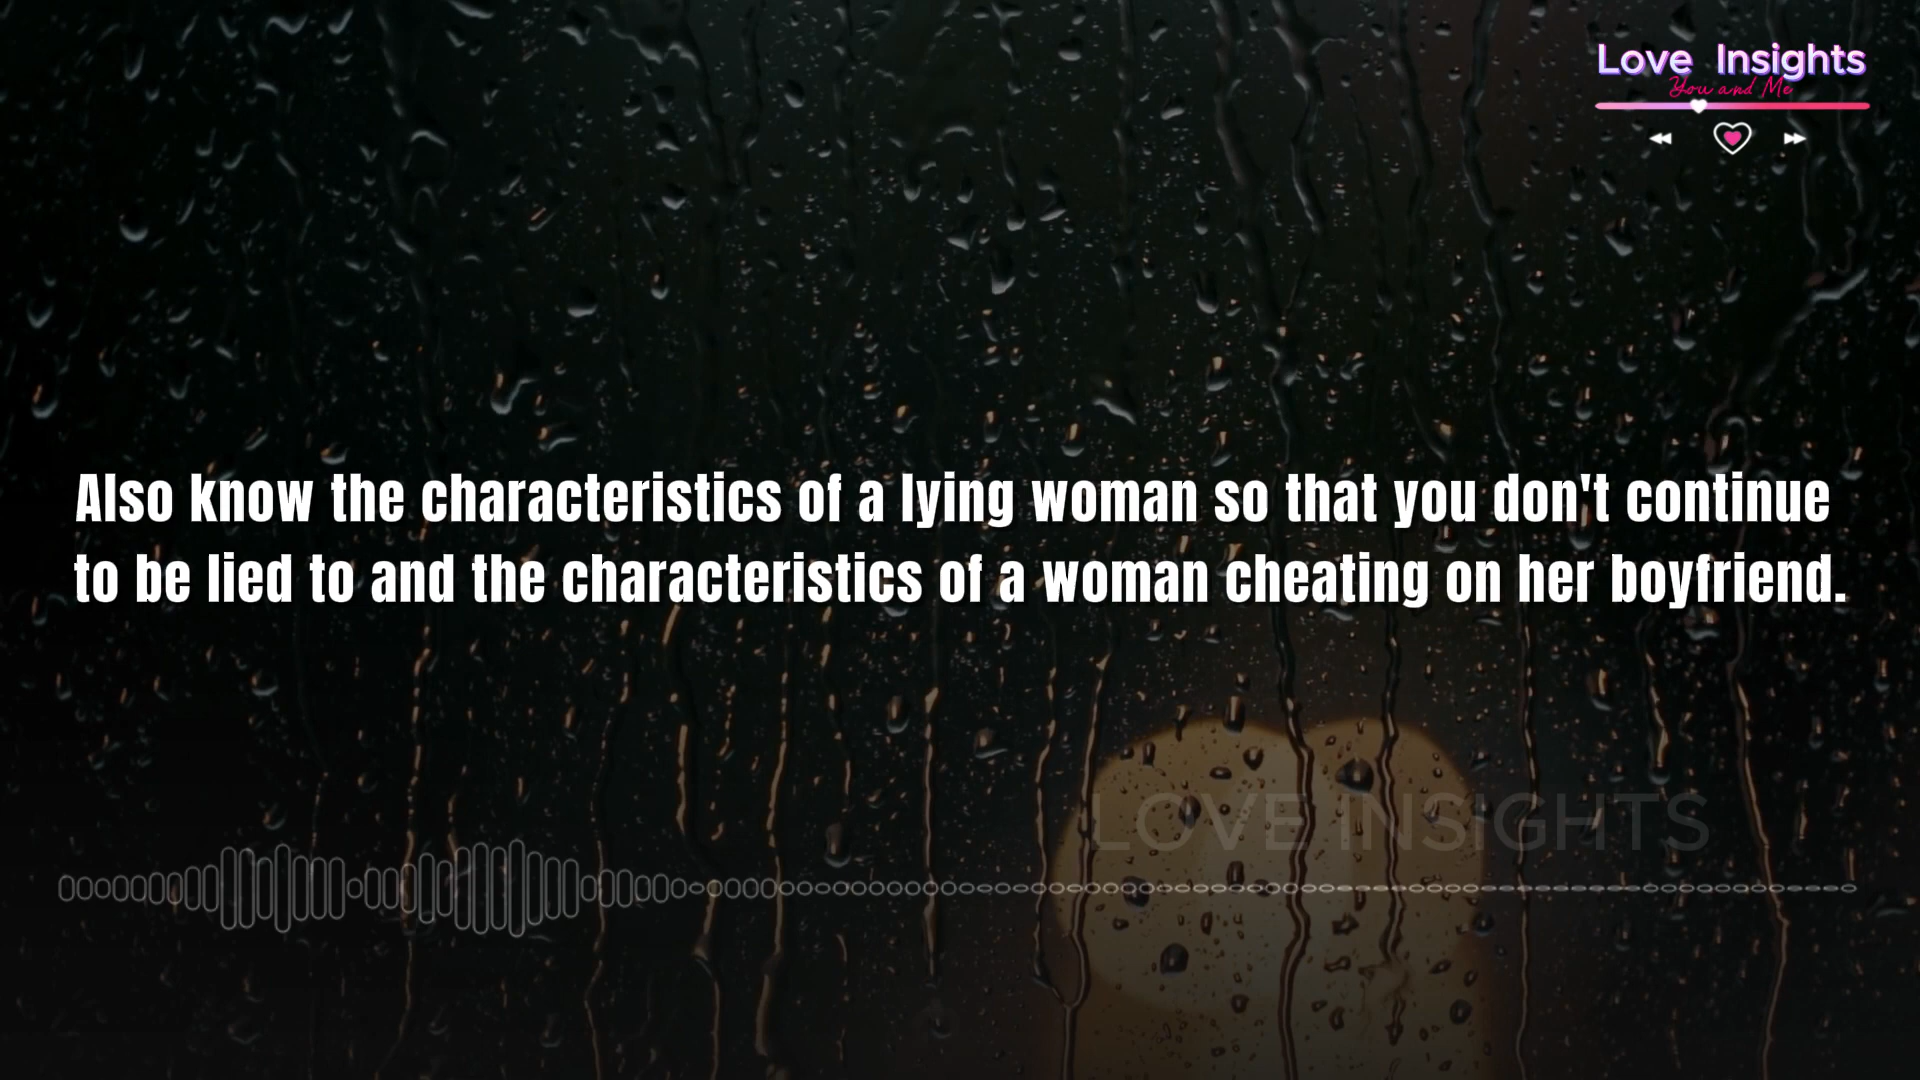 Love Insights
You and Me
Also know the characteristics of a lying woman so that you don't continue
to be lied to and the characteristics of a woman cheating on her boyfriend.
LOVE INSIGHTS